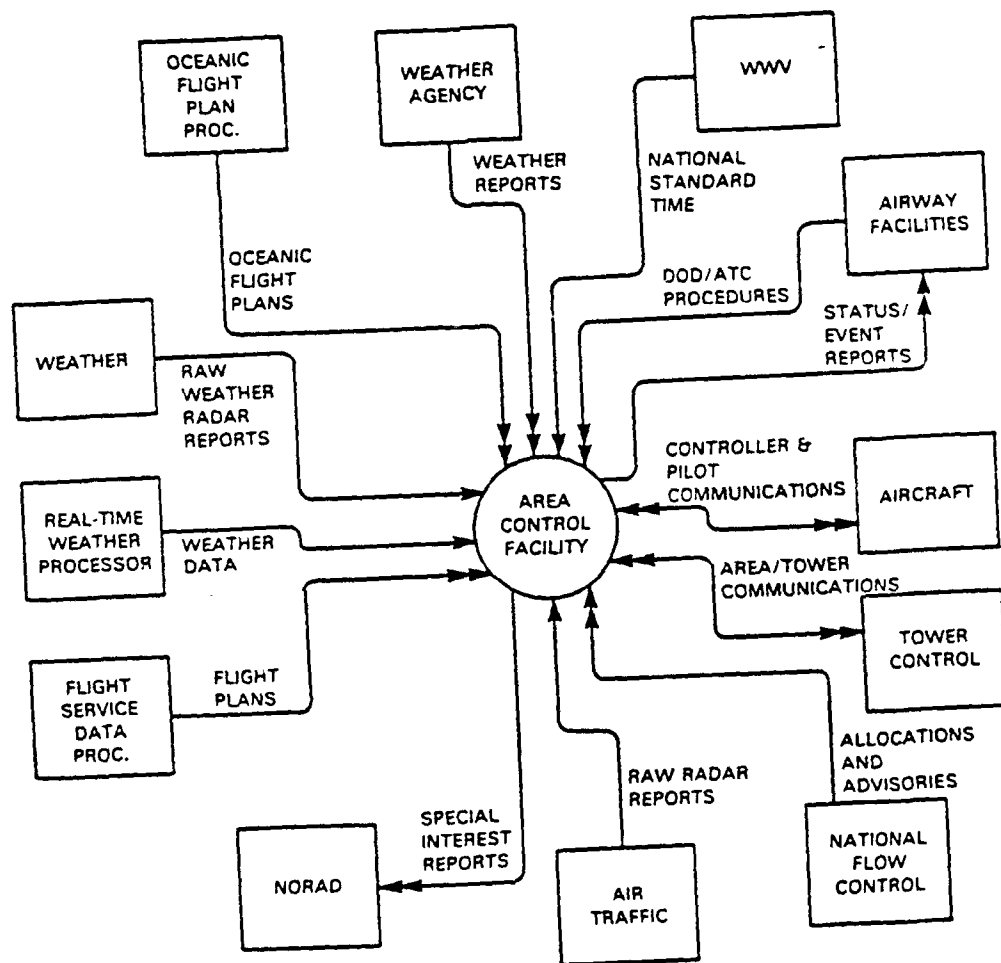 OCEANIC
FLIGHT
PLAN
PROC.
WEATHER
AGENCY
WWV
WEATHER
REPORTS
NATIONAL
STANDARD
TIME
AIRWAY
FACILITIES
OCEANIC
FLIGHT
PLANS
DOD/ATC
PROCEDURES
STATUS/
EVENT
REPORTS
WEATHER
RAW
WEATHER
RADAR
REPORTS
CONTROLLER &
PILOT
COMMUNICATIONS
AIRCRAFT
AREA
CONTROL
FACILITY
REAL-TIME
WEATHER
PROCESSOR
WEATHER
DATA
AREA/TOWER
COMMUNICATIONS
TOWER
CONTROL
FLIGHT
SERVICE
DATA
PROC.
FLIGHT
PLANS
ALLOCATIONS
AND
ADVISORIES
RAW RADAR
REPORTS
SPECIAL
INTEREST
REPORTS
NORAD
AIR
TRAFFIC
NATIONAL
FLOW
CONTROL